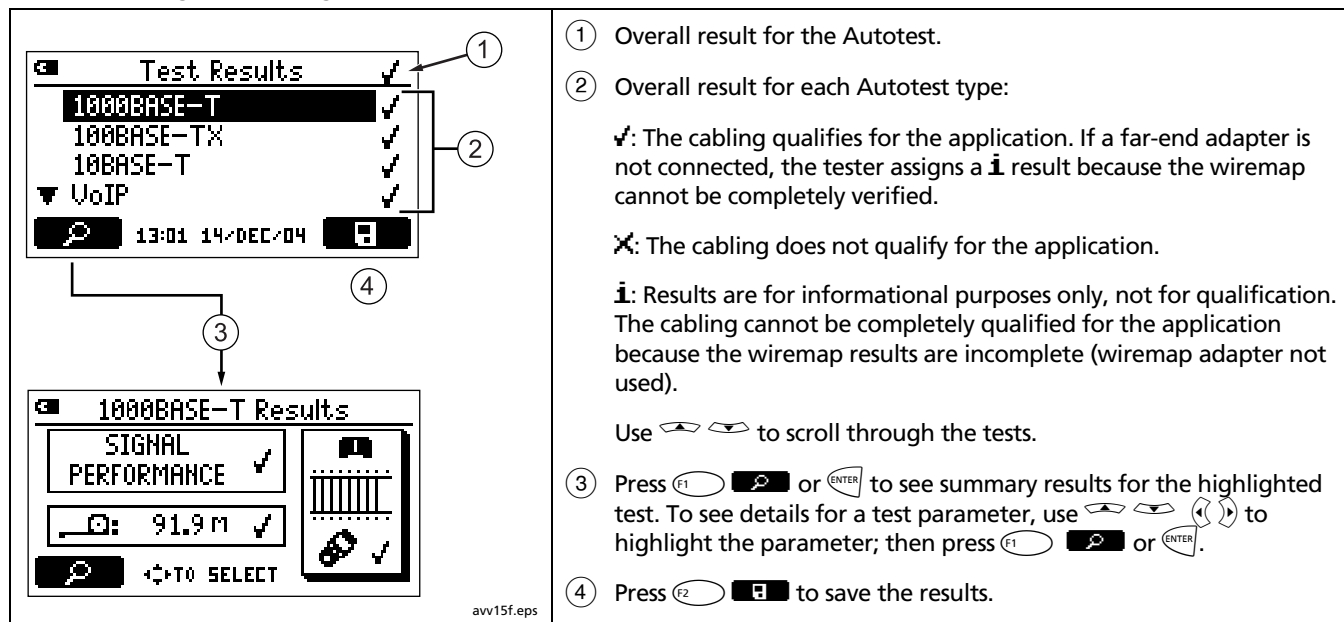 Test Results ✓
1000BASE-T ✓
100BASE-TX ✓
10BASE-T ✓
▼ VoIP ✓
13:01 14/DEC/04
1
2
4
3
1000BASE-T Results
SIGNAL
PERFORMANCE ✓
: 91.9 m ✓
✓
TO SELECT
avv15f.eps
1 Overall result for the Autotest.
2 Overall result for each Autotest type:
✓: The cabling qualifies for the application. If a far-end adapter is
not connected, the tester assigns a i result because the wiremap
cannot be completely verified.
X: The cabling does not qualify for the application.
i: Results are for informational purposes only, not for qualification.
The cabling cannot be completely qualified for the application
because the wiremap results are incomplete (wiremap adapter not
used).
Use to scroll through the tests.
3 Press F1 or ENTER to see summary results for the highlighted
test. To see details for a test parameter, use to
highlight the parameter; then press F1 or ENTER.
4 Press F2 to save the results.